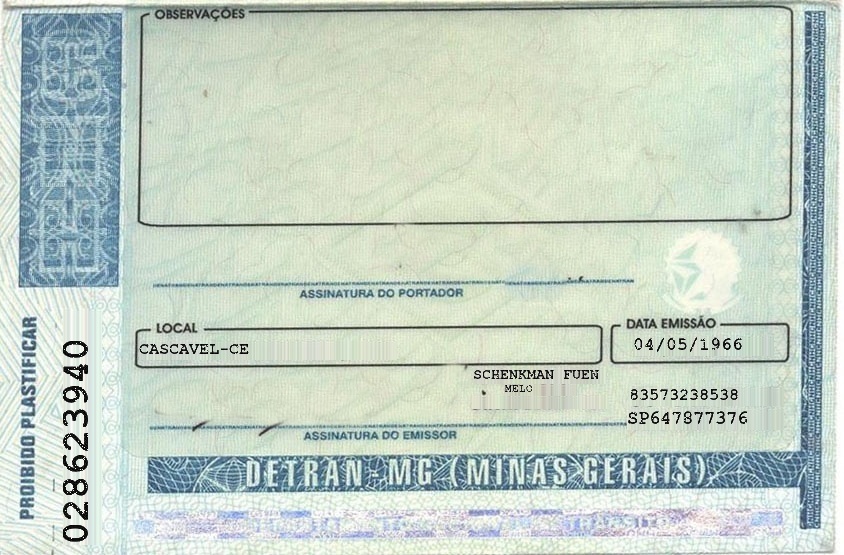 OBSERVAÇÕES
ASSINATURA DO PORTADOR
LOCAL
DATA EMISSÃO
CASCAVEL-CE
04/05/1966
SCHENKMAN FUEN
MELO
83573238538
SP647877376
ASSINATURA DO EMISSOR
DETRAN-MG (MINAS GERAIS)
TRÂNSITO
PROIBIDO PLASTIFICAR
028623940